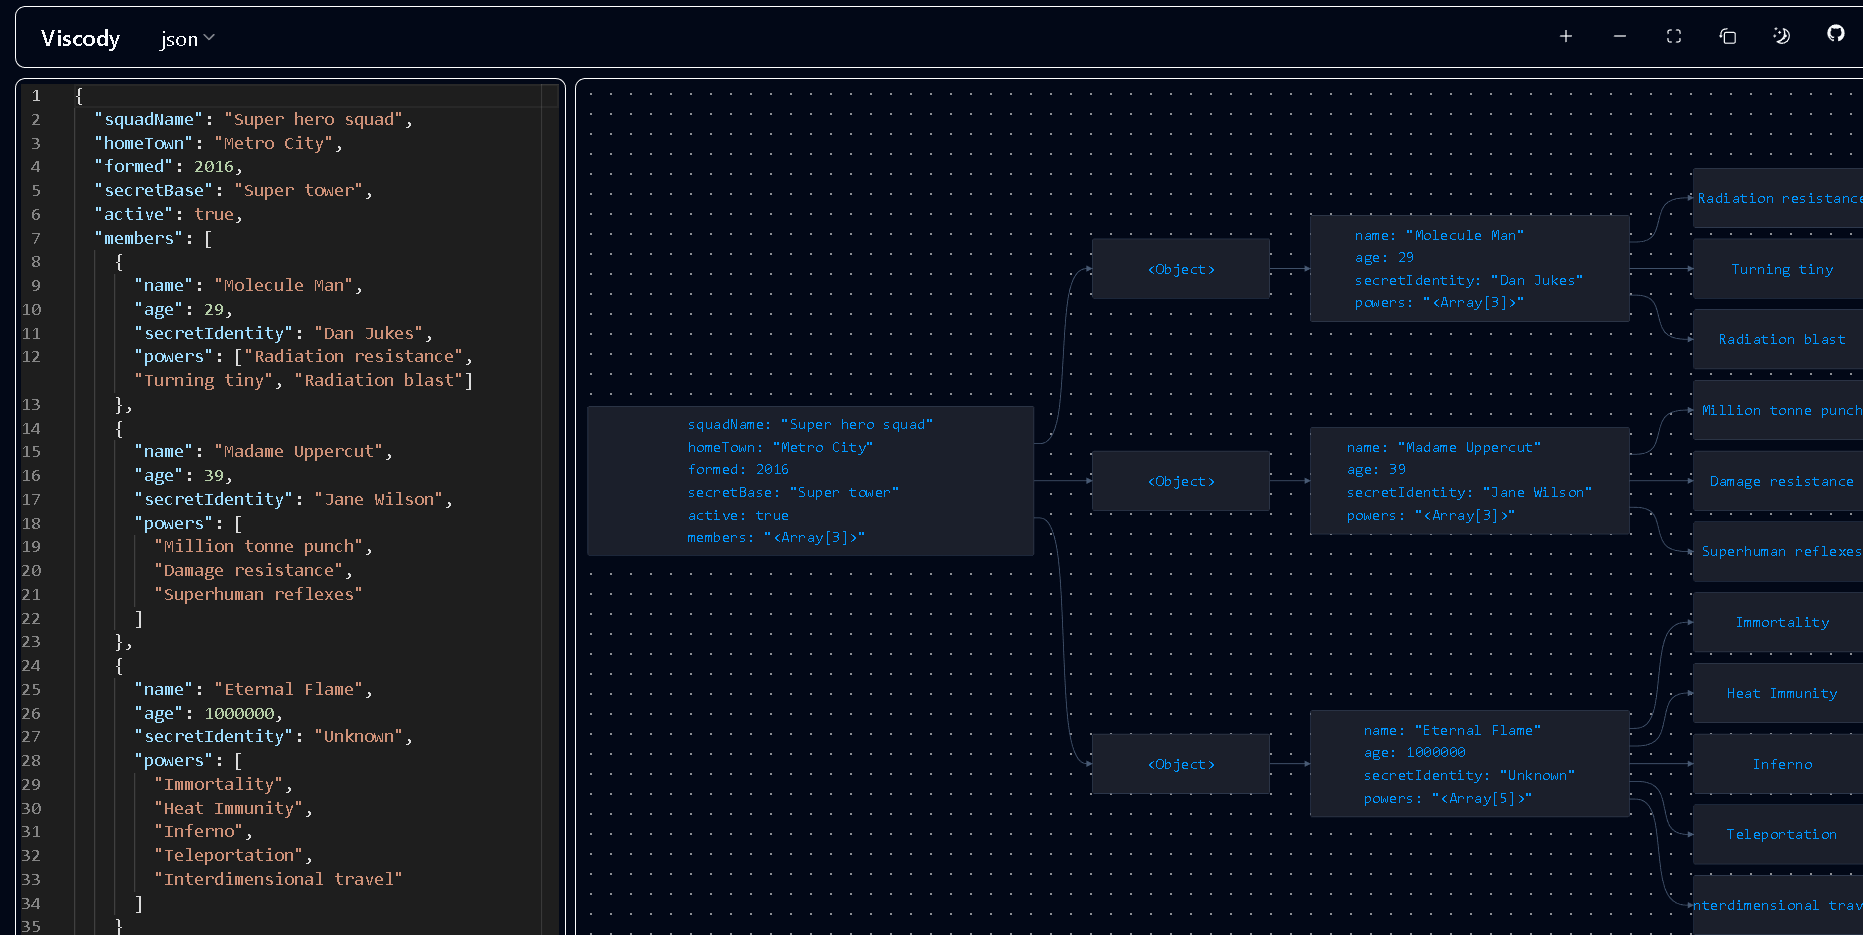 Viscody json
1 {
2 "squadName": "Super hero squad",
3 "homeTown": "Metro City",
4 "formed": 2016,
5 "secretBase": "Super tower",
6 "active": true,
7 "members": [
8 {
9 "name": "Molecule Man",
10 "age": 29,
11 "secretIdentity": "Dan Jukes",
12 "powers": ["Radiation resistance",
"Turning tiny", "Radiation blast"]
13 },
14 {
15 "name": "Madame Uppercut",
16 "age": 39,
17 "secretIdentity": "Jane Wilson",
18 "powers": [
19 "Million tonne punch",
20 "Damage resistance",
21 "Superhuman reflexes"
22 ]
23 },
24 {
25 "name": "Eternal Flame",
26 "age": 1000000,
27 "secretIdentity": "Unknown",
28 "powers": [
29 "Immortality",
30 "Heat Immunity",
31 "Inferno",
32 "Teleportation",
33 "Interdimensional travel"
34 ]
35 }
squadName: "Super hero squad"
homeTown: "Metro City"
formed: 2016
secretBase: "Super tower"
active: true
members: "<Array[3]>"
<Object>
name: "Molecule Man"
age: 29
secretIdentity: "Dan Jukes"
powers: "<Array[3]>"
Radiation resistance
Turning tiny
Radiation blast
<Object>
name: "Madame Uppercut"
age: 39
secretIdentity: "Jane Wilson"
powers: "<Array[3]>"
Million tonne punch
Damage resistance
Superhuman reflexes
<Object>
name: "Eternal Flame"
age: 1000000
secretIdentity: "Unknown"
powers: "<Array[5]>"
Immortality
Heat Immunity
Inferno
Teleportation
nterdimensional trav